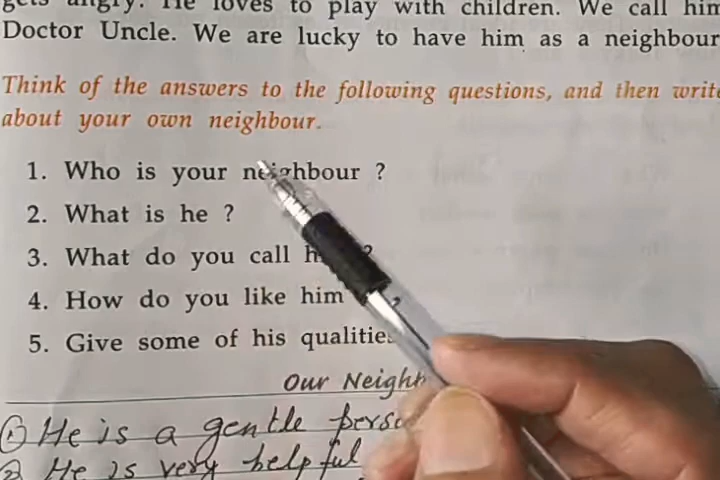 gets angry. He loves to play with children. We call him
Doctor Uncle. We are lucky to have him as a neighbour
Think of the answers to the following questions, and then write
about your own neighbour.
1. Who is your neighbour ?
2. What is he ?
3. What do you call ?
4. How do you like him ?
5. Give some of his qualities
Our
① He is a gentle
② He is very helpful